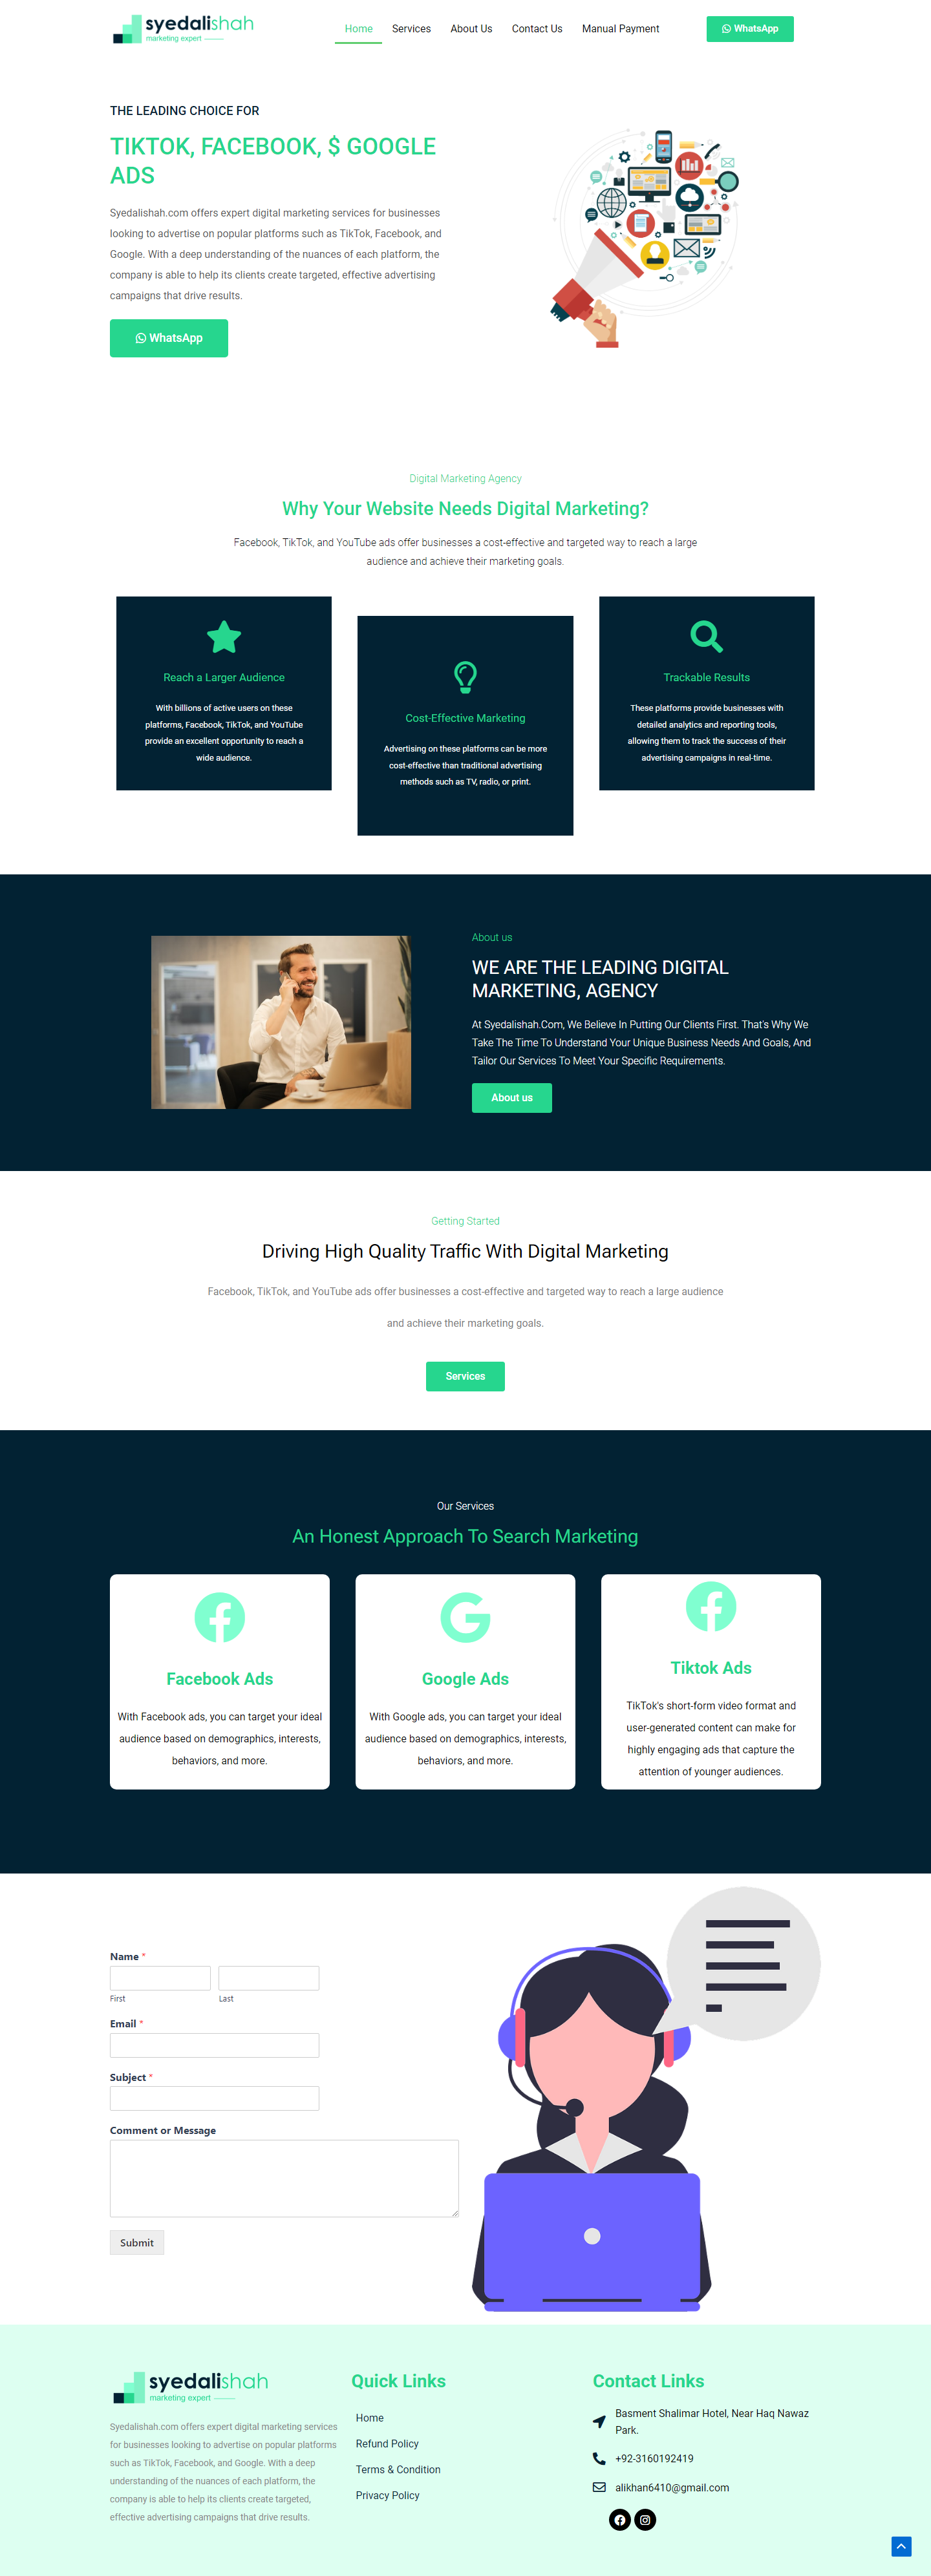 syedalishah
marketing expert
Home
Services
About Us
Contact Us
Manual Payment
WhatsApp
THE LEADING CHOICE FOR
TIKTOK, FACEBOOK, $ GOOGLE
ADS
Syedalishah.com offers expert digital marketing services for businesses
looking to advertise on popular platforms such as TikTok, Facebook, and
Google. With a deep understanding of the nuances of each platform, the
company is able to help its clients create targeted, effective advertising
campaigns that drive results.
WhatsApp
Digital Marketing Agency
Why Your Website Needs Digital Marketing?
Facebook, TikTok, and YouTube ads offer businesses a cost-effective and targeted way to reach a large
audience and achieve their marketing goals.
Reach a Larger Audience
With billions of active users on these
platforms, Facebook, TikTok, and YouTube
provide an excellent opportunity to reach a
wide audience.
Cost-Effective Marketing
Advertising on these platforms can be more
cost-effective than traditional advertising
methods such as TV, radio, or print.
Trackable Results
These platforms provide businesses with
detailed analytics and reporting tools,
allowing them to track the success of their
advertising campaigns in real-time.
About us
WE ARE THE LEADING DIGITAL
MARKETING, AGENCY
At Syedalishah.Com, We Believe In Putting Our Clients First. That's Why We
Take The Time To Understand Your Unique Business Needs And Goals, And
Tailor Our Services To Meet Your Specific Requirements.
About us
Getting Started
Driving High Quality Traffic With Digital Marketing
Facebook, TikTok, and YouTube ads offer businesses a cost-effective and targeted way to reach a large audience
and achieve their marketing goals.
Services
Our Services
An Honest Approach To Search Marketing
Facebook Ads
With Facebook ads, you can target your ideal
audience based on demographics, interests,
behaviors, and more.
Google Ads
With Google ads, you can target your ideal
audience based on demographics, interests,
behaviors, and more.
Tiktok Ads
TikTok's short-form video format and
user-generated content can make for
highly engaging ads that capture the
attention of younger audiences.
Name *
First
Last
Email *
Subject *
Comment or Message
Submit
syedalishah
marketing expert
Syedalishah.com offers expert digital marketing services
for businesses looking to advertise on popular platforms
such as TikTok, Facebook, and Google. With a deep
understanding of the nuances of each platform, the
company is able to help its clients create targeted,
effective advertising campaigns that drive results.
Quick Links
Home
Refund Policy
Terms & Condition
Privacy Policy
Contact Links
Basment Shalimar Hotel, Near Haq Nawaz
Park.
+92-3160192419
alikhan6410@gmail.com